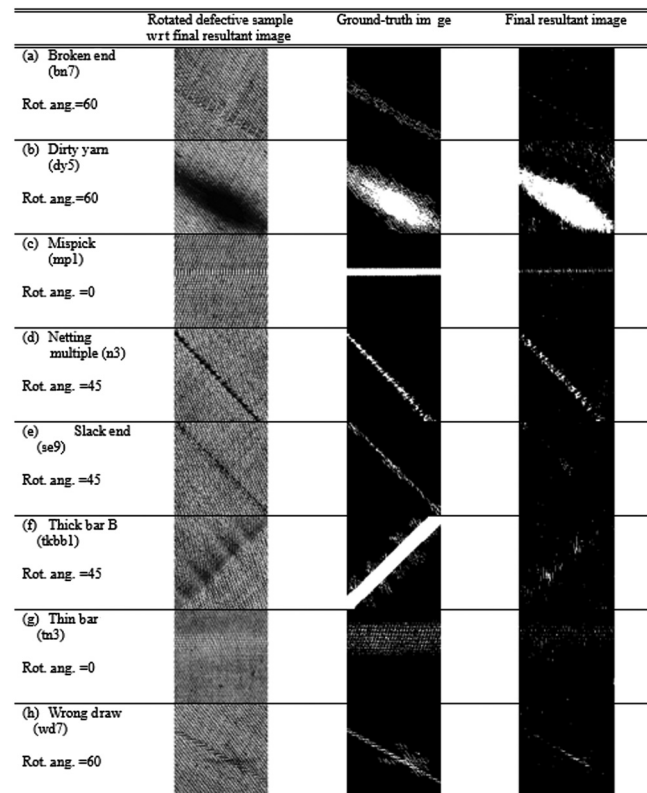 Rotated defective sample wrt final resultant image
Ground-truth im ge
Final resultant image
(a) Broken end
(bn7)
Rot. ang.=60
(b) Dirty yarn
(dy5)
Rot. ang.=60
(c) Mispick
(mp1)
Rot. ang. =0
(d) Netting
multiple (n3)
Rot. ang. =45
(e) Slack end
(se9)
Rot. ang. =45
(f) Thick bar B
(tkbb1)
Rot. ang. =45
(g) Thin bar
(tn3)
Rot. ang. =0
(h) Wrong draw
(wd7)
Rot. ang.=60